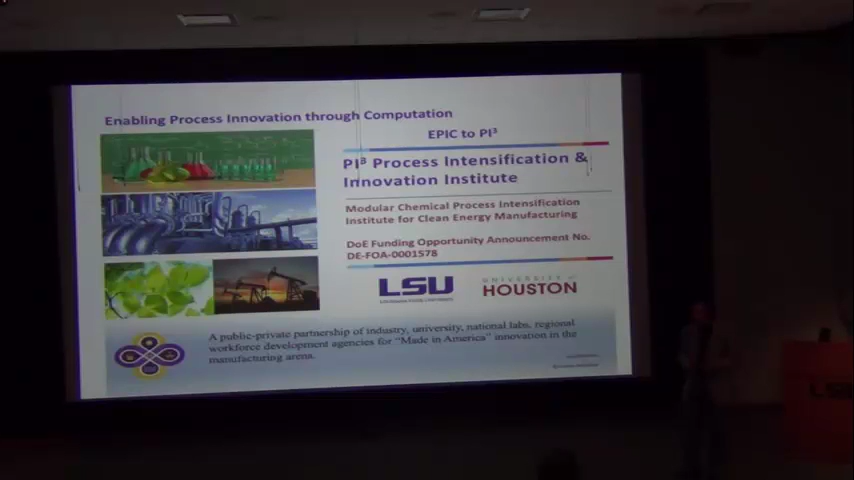 Enabling Process Innovation through Computation
EPIC to PI³
PI³ Process Intensification &
Innovation Institute
Modular Chemical Process Intensification
Institute for Clean Energy Manufacturing
DoE Funding Opportunity Announcement No.
DE-FOA-0001578
LSU
UNIVERSITY of
HOUSTON
A public-private partnership of industry, university, national labs, regional
workforce development agencies for "Made in America" innovation in the
manufacturing arena.
LSU